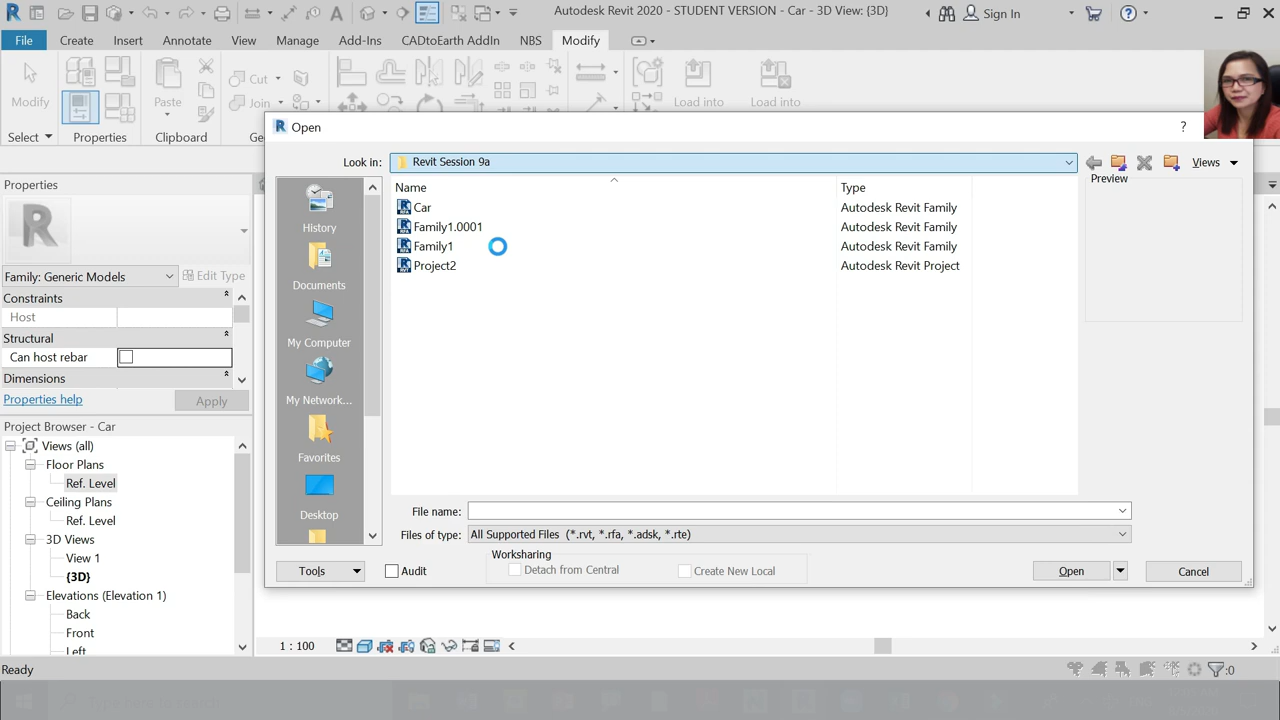 Autodesk Revit 2020 - STUDENT VERSION - Car - 3D View: {3D}
Sign In
File Create Insert Annotate View Manage Add-Ins CADtoEarth AddIn NBS Modify
Modify Paste Cut Join Load into Load into
Select Properties Clipboard Ge
Open
Look in: Revit Session 9a Views
Properties
Name Type Preview
Car Autodesk Revit Family
Family1.0001 Autodesk Revit Family
Family1 Autodesk Revit Family
Project2 Autodesk Revit Project
History
Documents
My Computer
My Network...
Favorites
Desktop
Family: Generic Models Edit Type
Constraints
Host
Structural
Can host rebar
Dimensions
Properties help Apply
Project Browser - Car
Views (all)
Floor Plans
Ref. Level
Ceiling Plans
Ref. Level
3D Views
View 1
{3D}
Elevations (Elevation 1)
Back
Front
Left
File name:
Files of type: All Supported Files (*.rvt, *.rfa, *.adsk, *.rte)
Worksharing
Tools Audit Detach from Central Create New Local Open Cancel
1 : 100
Ready :0